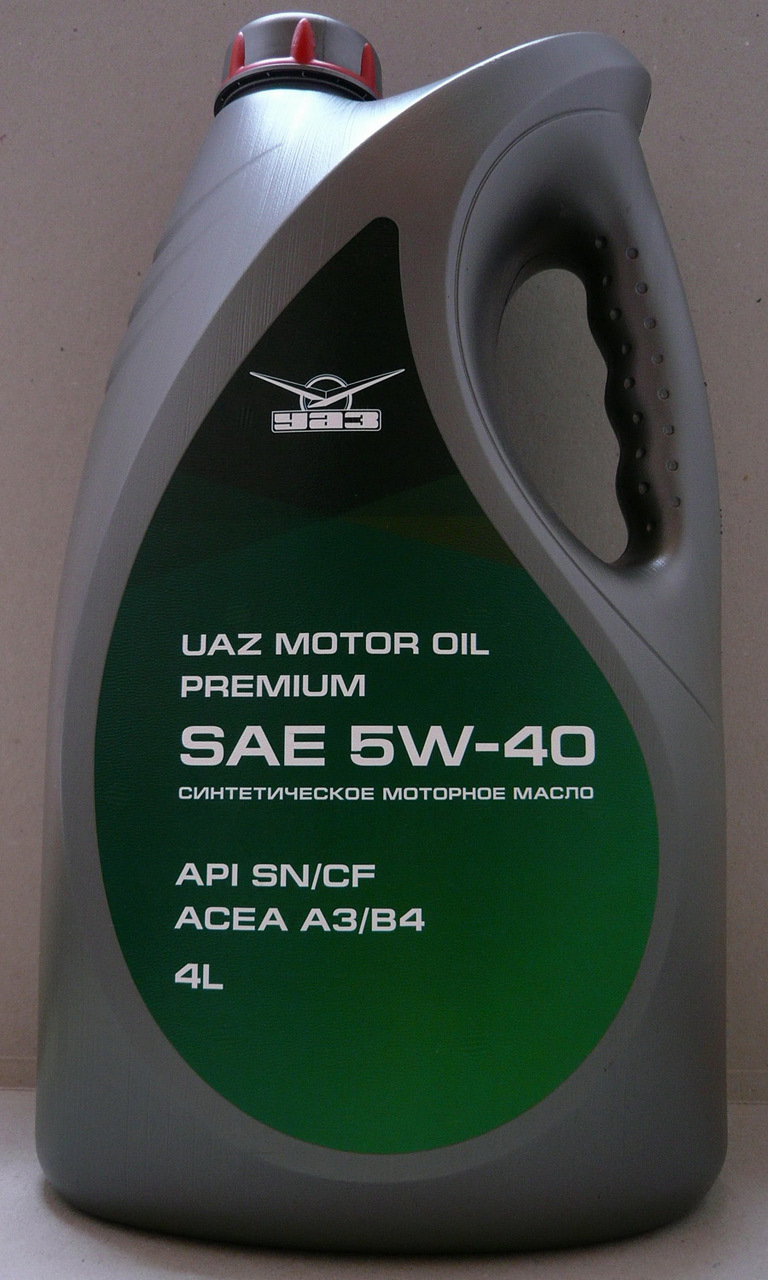 УАЗ
UAZ MOTOR OIL
PREMIUM
SAE 5W-40
СИНТЕТИЧЕСКОЕ МОТОРНОЕ МАСЛО
API SN/CF
ACEA A3/B4
4L